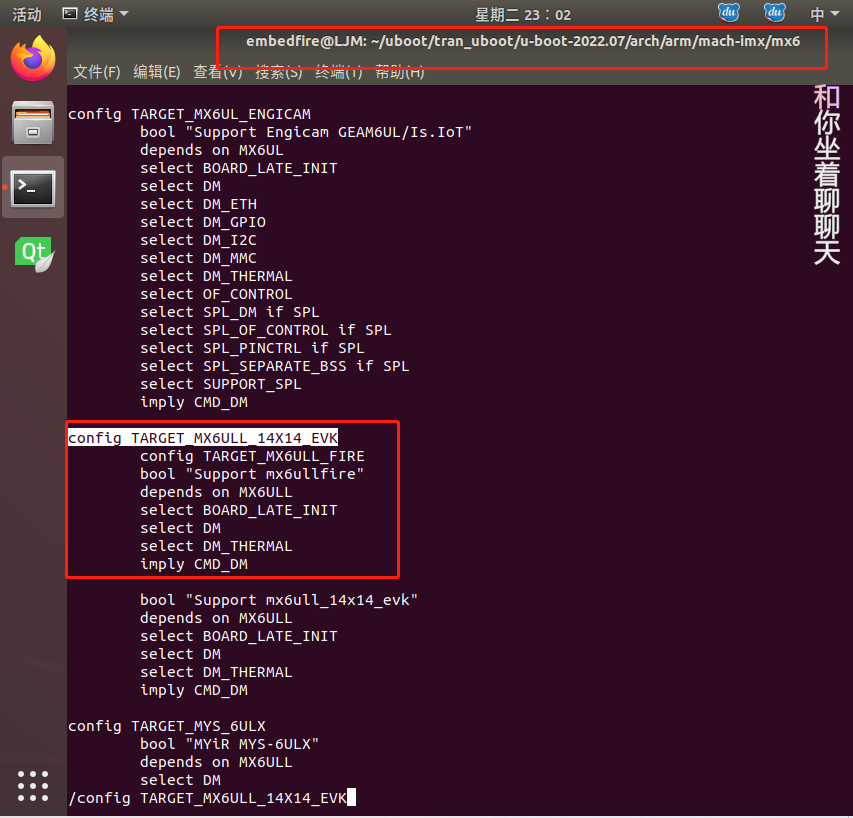 活动 终端 星期二 23：02 du du 中
embedfire@LJM: ~/uboot/tran_uboot/u-boot-2022.07/arch/arm/mach-imx/mx6
文件(F) 编辑(E) 查看(V) 搜索(S) 终端(T) 帮助(H)
config TARGET_MX6UL_ENGICAM
bool "Support Engicam GEAM6UL/Is.IoT"
depends on MX6UL
select BOARD_LATE_INIT
select DM
select DM_ETH
select DM_GPIO
select DM_I2C
select DM_MMC
select DM_THERMAL
select OF_CONTROL
select SPL_DM if SPL
select SPL_OF_CONTROL if SPL
select SPL_PINCTRL if SPL
select SPL_SEPARATE_BSS if SPL
select SUPPORT_SPL
imply CMD_DM
config TARGET_MX6ULL_14X14_EVK
config TARGET_MX6ULL_FIRE
bool "Support mx6ullfire"
depends on MX6ULL
select BOARD_LATE_INIT
select DM
select DM_THERMAL
imply CMD_DM
bool "Support mx6ull_14x14_evk"
depends on MX6ULL
select BOARD_LATE_INIT
select DM
select DM_THERMAL
imply CMD_DM
config TARGET_MYS_6ULX
bool "MYiR MYS-6ULX"
depends on MX6ULL
select DM
/config TARGET_MX6ULL_14X14_EVK
Qt
和你坐着聊聊天